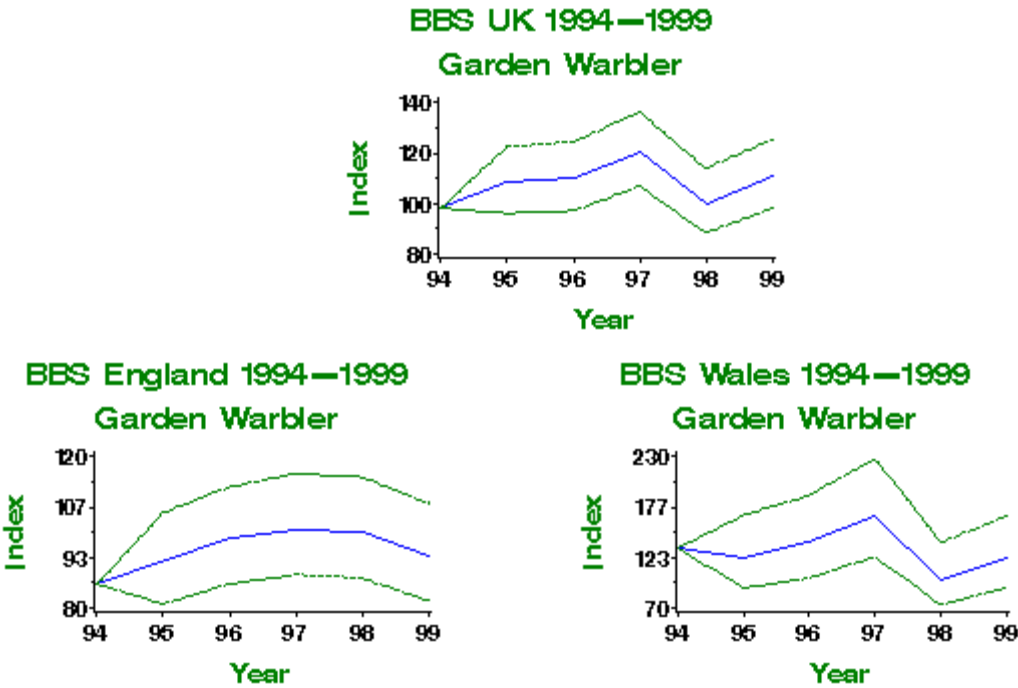 BBS UK 1994—1999
Garden Warbler
140
120
100
80
Index
94 95 96 97 98 99
Year
BBS England 1994—1999
Garden Warbler
120
107
93
80
Index
94 95 96 97 98 99
Year
BBS Wales 1994—1999
Garden Warbler
230
177
123
70
Index
94 95 96 97 98 99
Year